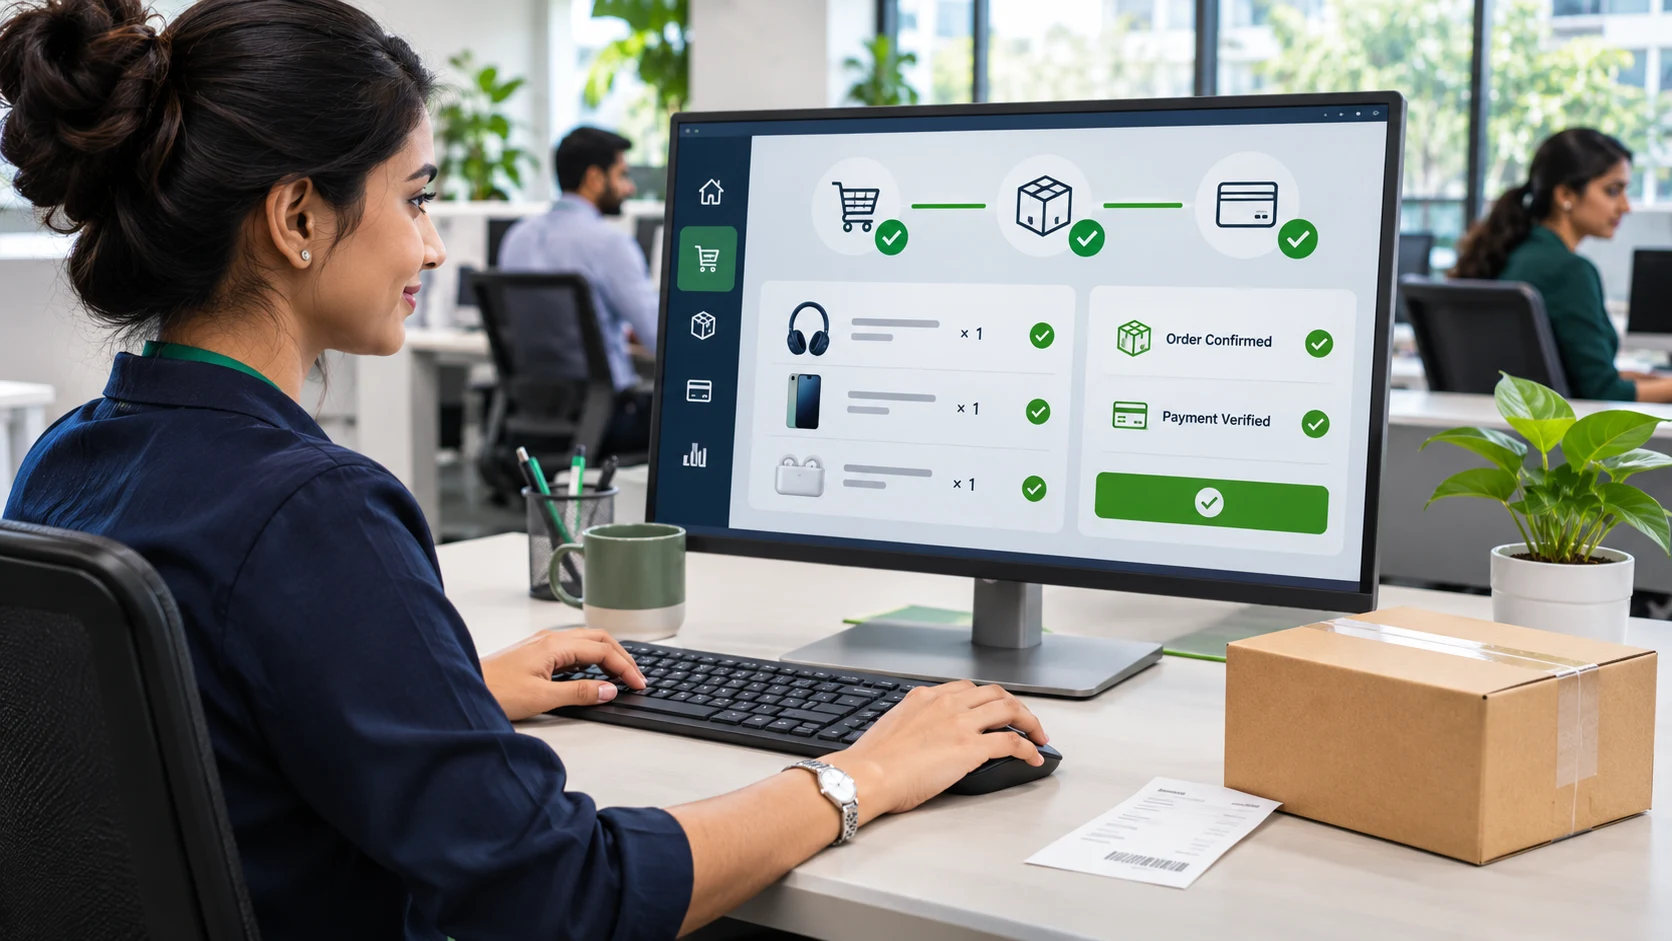 × 1
Order Confirmed
× 1
Payment Verified
× 1